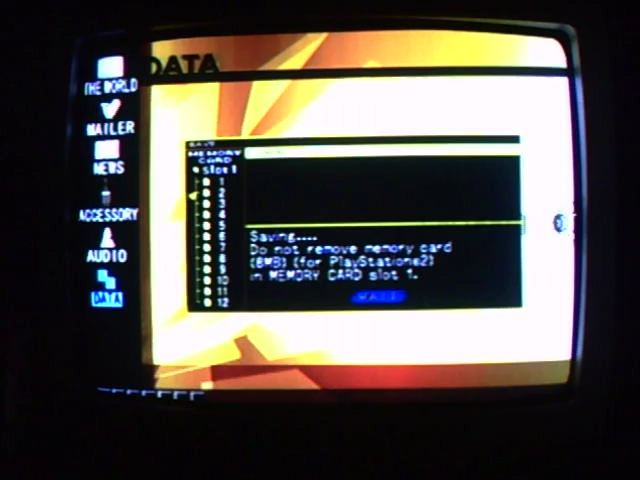 DATA
THE WORLD
MAILER
NEWS
ACCESSORY
AUDIO
DATA
SAVE
MEMORY
CARD
slot1
1
2
3
4
5
6
7
8
9
10
11
12
Saving....
Do not remove memory card
(8MB) (for PlayStation®2)
in MEMORY CARD slot 1.
WAIT